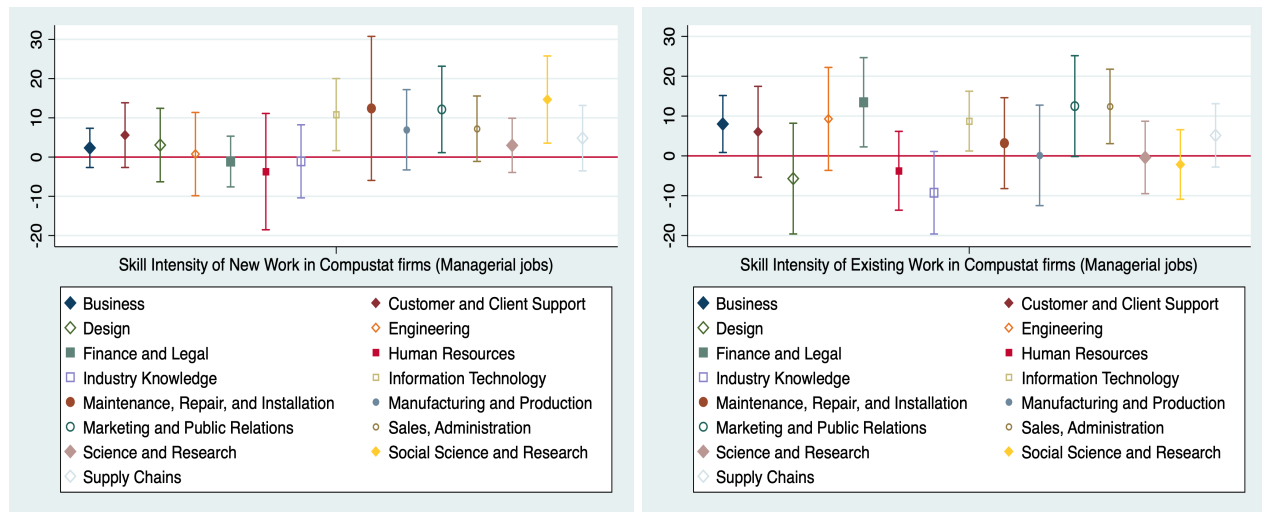 30
20
10
0
-10
-20
Skill Intensity of New Work in Compustat firms (Managerial jobs)
Business
Customer and Client Support
Design
Engineering
Finance and Legal
Human Resources
Industry Knowledge
Information Technology
Maintenance, Repair, and Installation
Manufacturing and Production
Marketing and Public Relations
Sales, Administration
Science and Research
Social Science and Research
Supply Chains
30
20
10
0
-10
-20
Skill Intensity of Existing Work in Compustat firms (Managerial jobs)
Business
Customer and Client Support
Design
Engineering
Finance and Legal
Human Resources
Industry Knowledge
Information Technology
Maintenance, Repair, and Installation
Manufacturing and Production
Marketing and Public Relations
Sales, Administration
Science and Research
Social Science and Research
Supply Chains